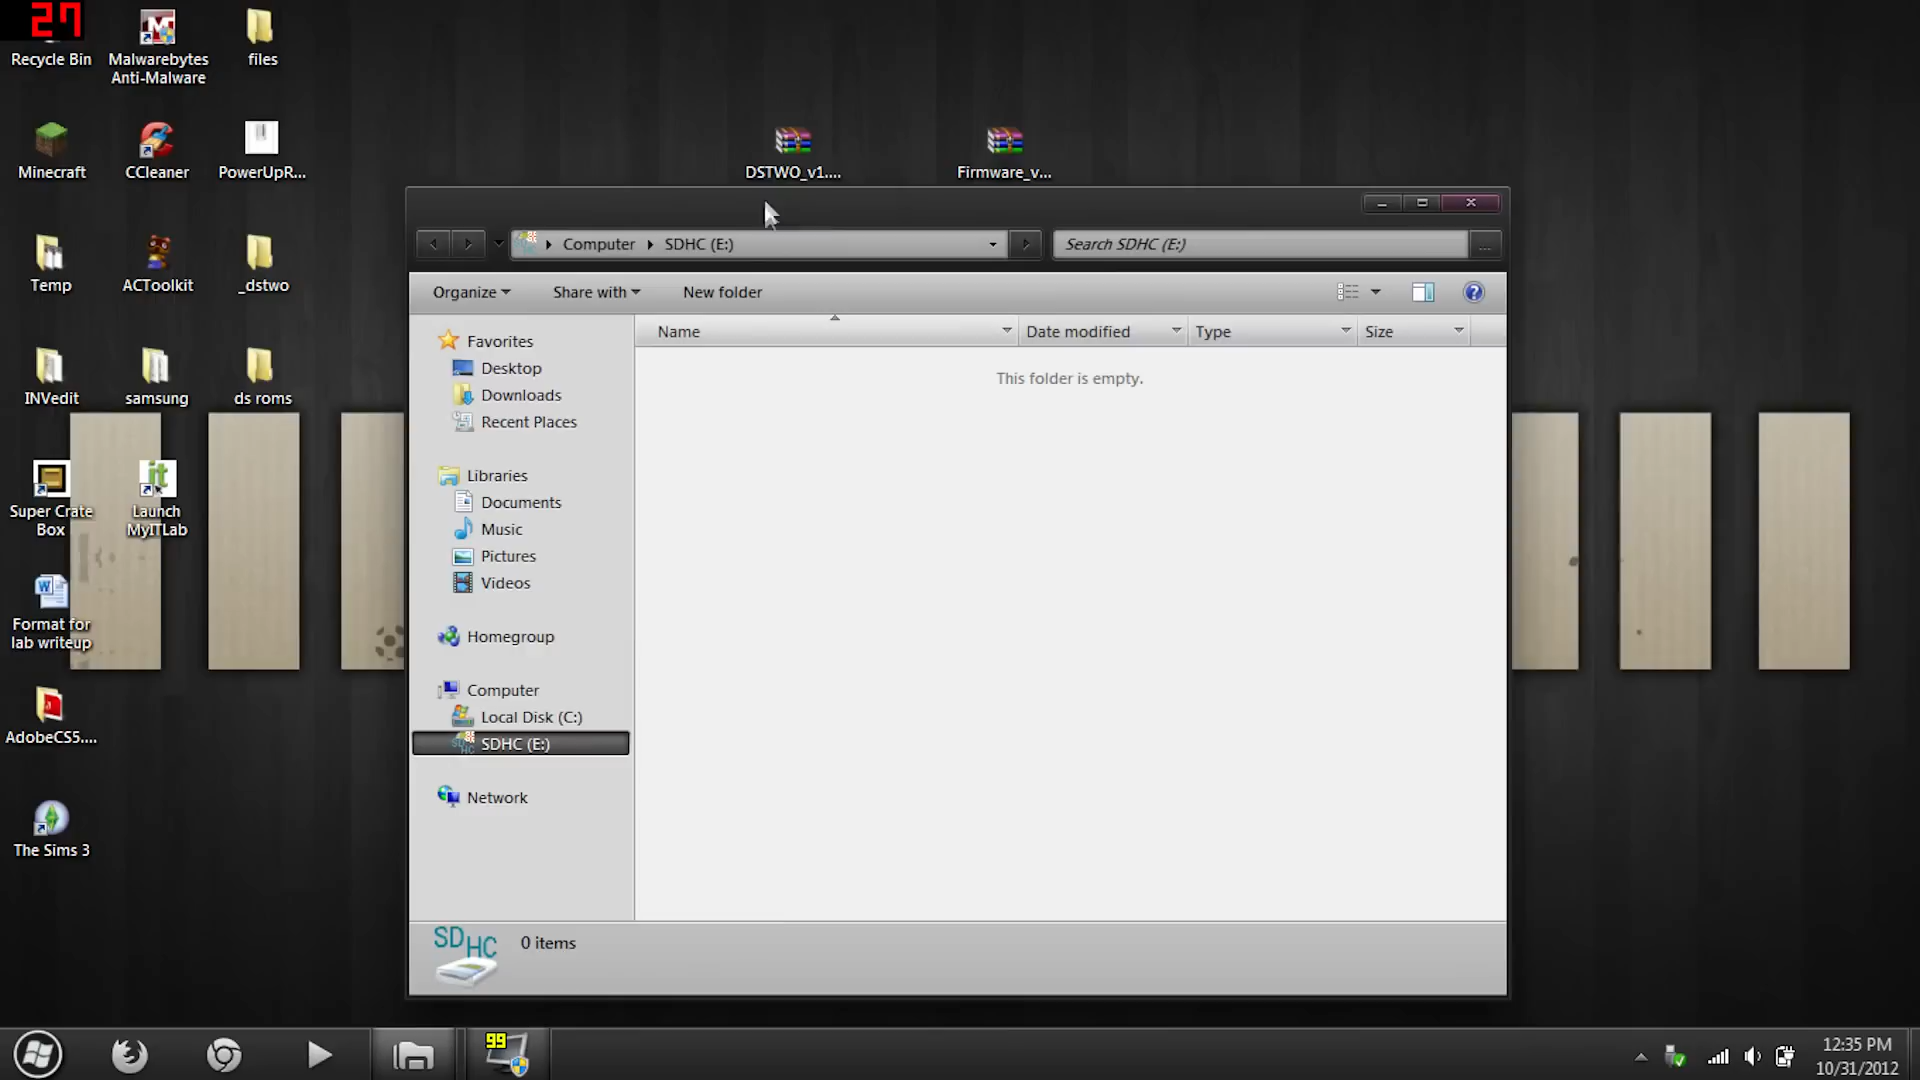 27
Recycle Bin
Malwarebytes
Anti-Malware
files
Minecraft
CCleaner
PowerUpR...
Temp
ACToolkit
_dstwo
INVedit
samsung
ds roms
Super Crate
Box
it
Launch
MyITLab
Format for
lab writeup
AdobeCS5....
The Sims 3
DSTWO_v1....
Firmware_v...
Computer
SDHC (E:)
Search SDHC (E:)
...
Organize
Share with
New folder
Name
Date modified
Type
Size
This folder is empty.
Favorites
Desktop
Downloads
Recent Places
Libraries
Documents
Music
Pictures
Videos
Homegroup
Computer
Local Disk (C:)
SDHC (E:)
Network
SDHC
0 items
99
12:35 PM
10/31/2012